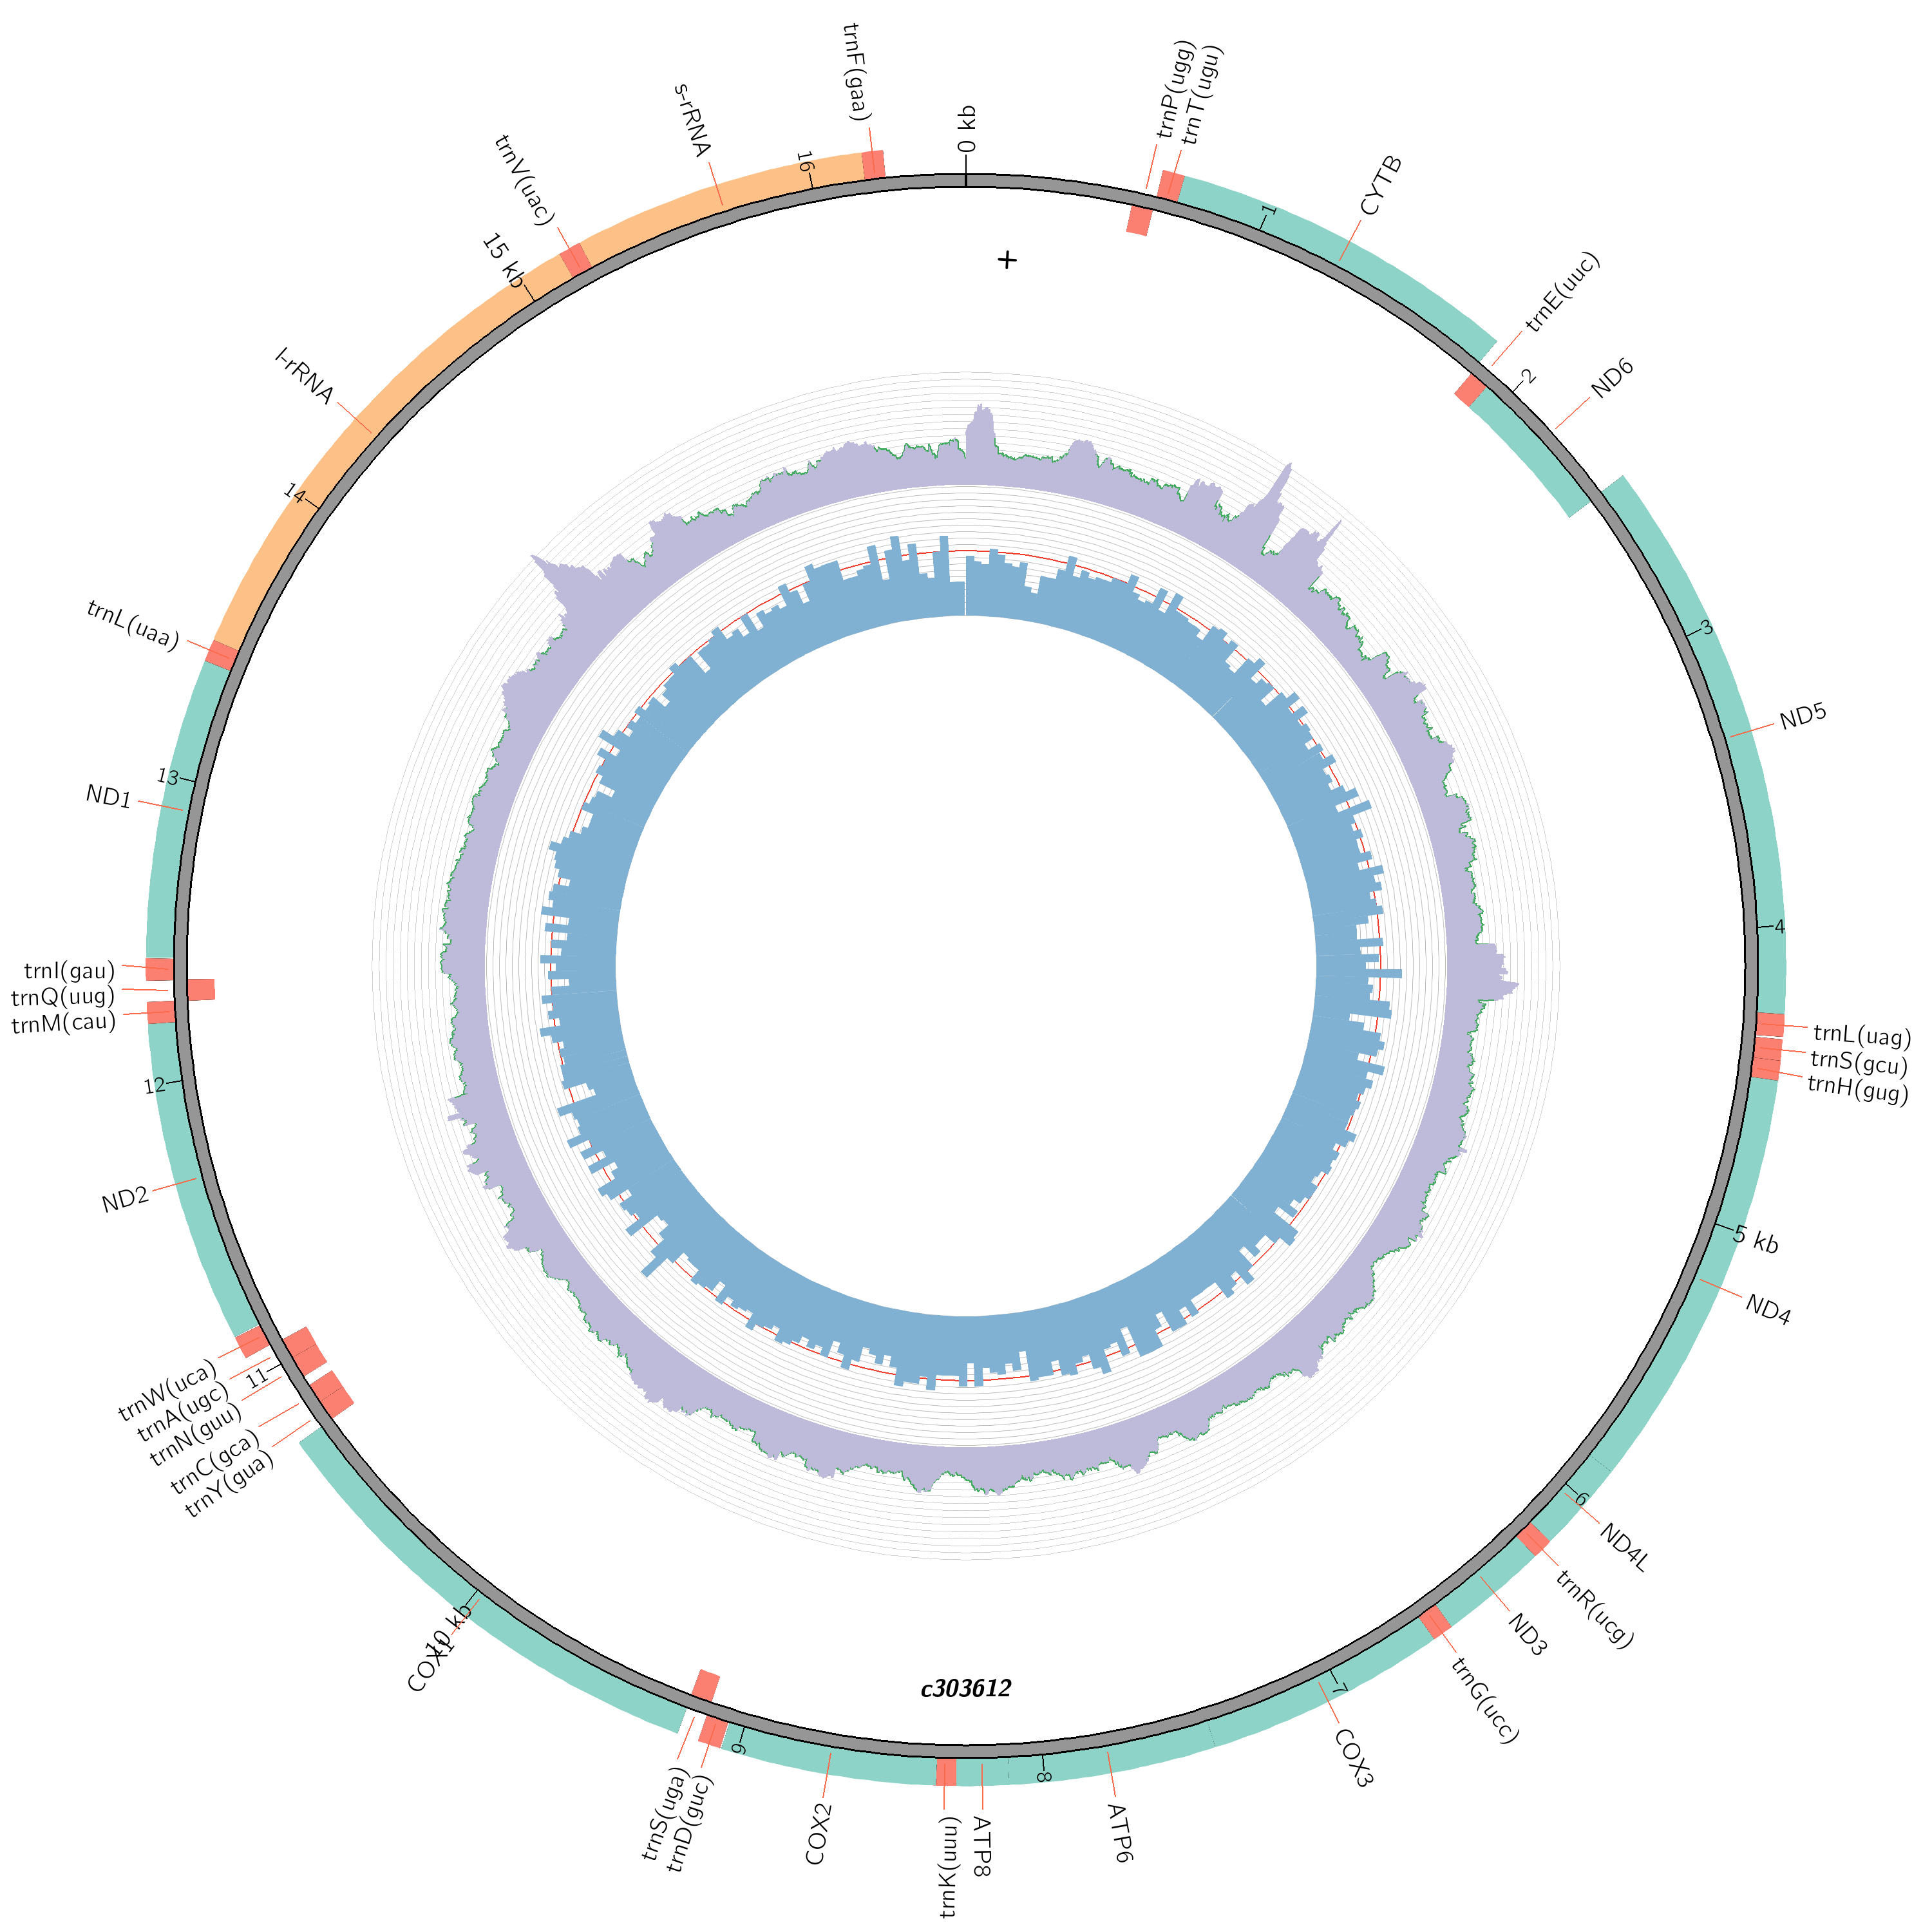 0 kb
trnP(ugg)
trnT(ugu)
1
CYTB
trnE(uuc)
2
ND6
3
ND5
4
trnL(uag)
trnS(gcu)
trnH(gug)
5 kb
ND4
6
ND4L
trnR(ucg)
ND3
trnG(ucc)
7
COX3
ATP6
8
ATP8
trnK(uuu)
COX2
9
trnD(guc)
trnS(uga)
10 kb
COX1
trnY(gua)
trnC(gca)
11
trnN(guu)
trnA(ugc)
trnW(uca)
ND2
12
trnM(cau)
trnQ(uug)
trnI(gau)
ND1
13
trnL(uaa)
14
l-rRNA
15 kb
trnV(uac)
s-rRNA
16
trnF(gaa)
+
c303612